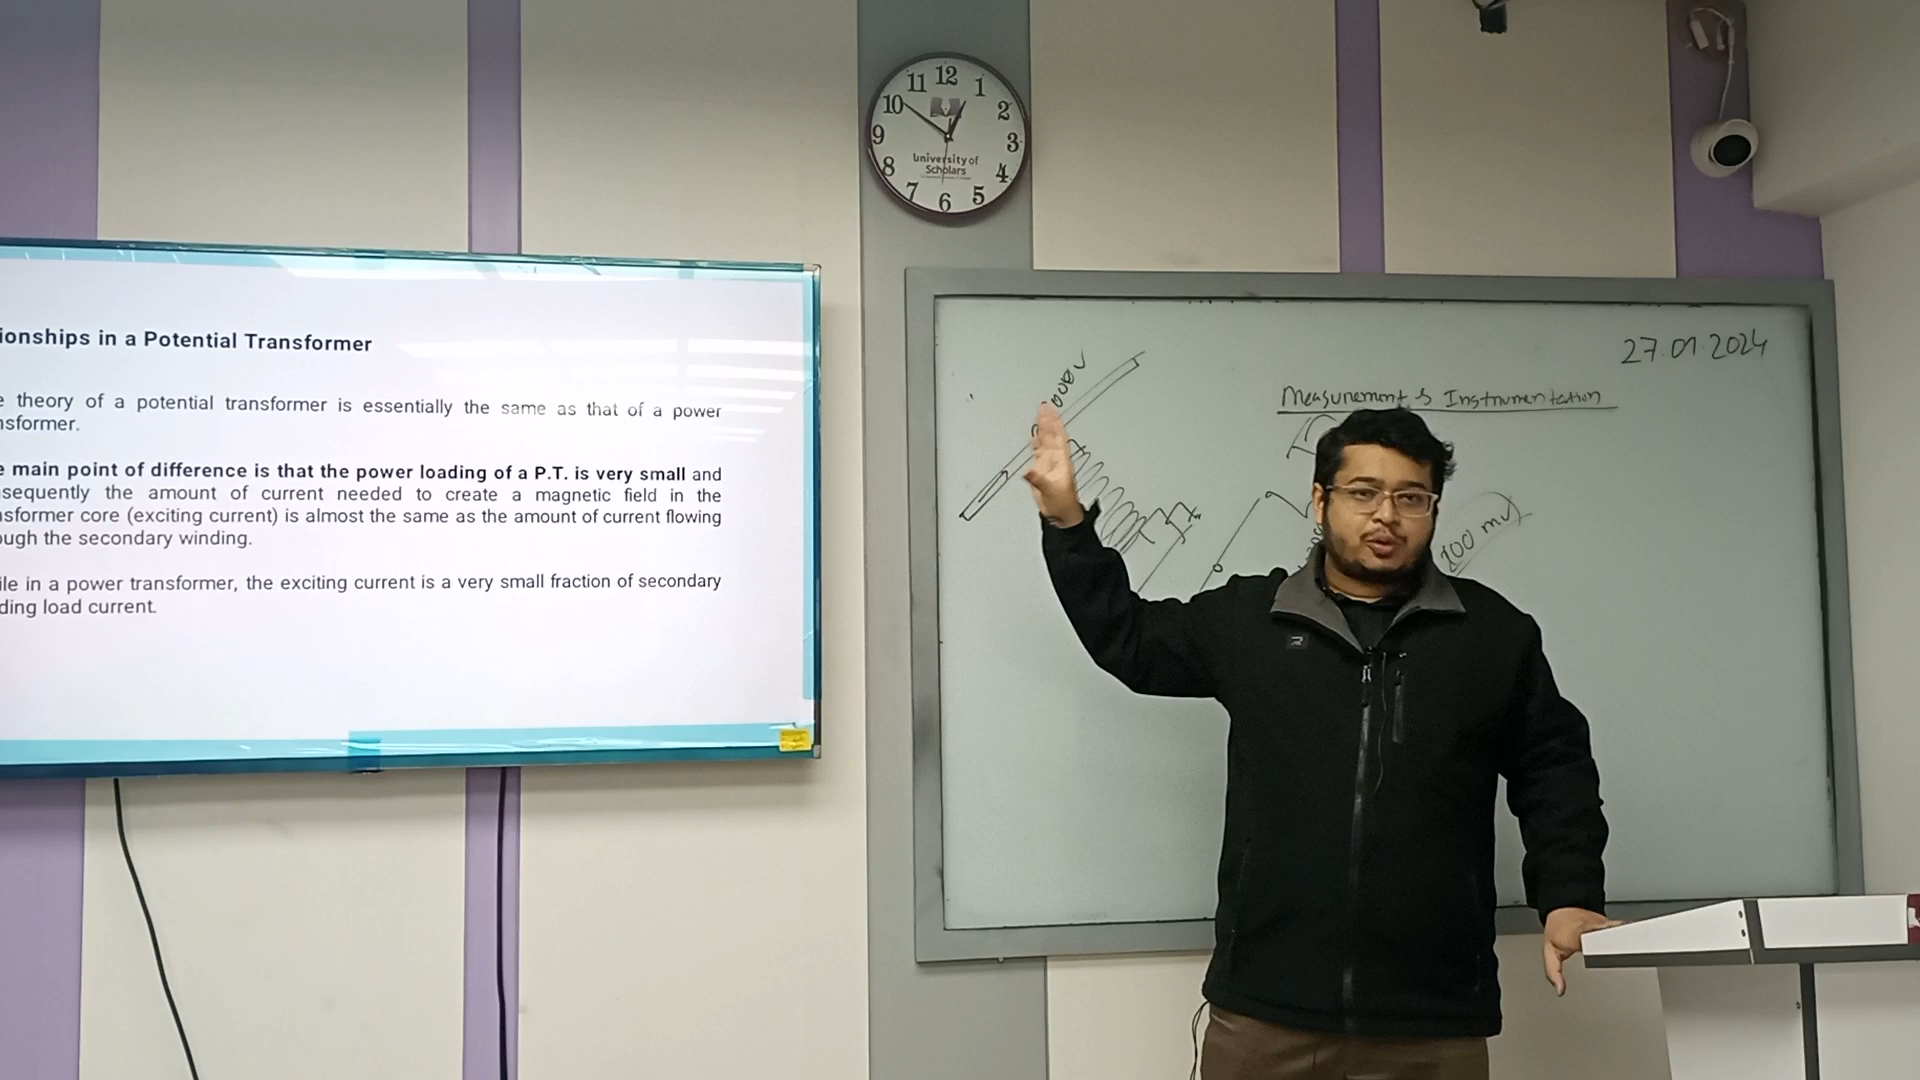 11 12 1
10 2
9 3
8 4
7 6 5
University of
Scholars
ionships in a Potential Transformer
e theory of a potential transformer is essentially the same as that of a power
nsformer.
e main point of difference is that the power loading of a P.T. is very small and
sequently the amount of current needed to create a magnetic field in the
nsformer core (exciting current) is almost the same as the amount of current flowing
ough the secondary winding.
ile in a power transformer, the exciting current is a very small fraction of secondary
ding load current.
27.01.2024
Measurement & Instrumentation
100 mV